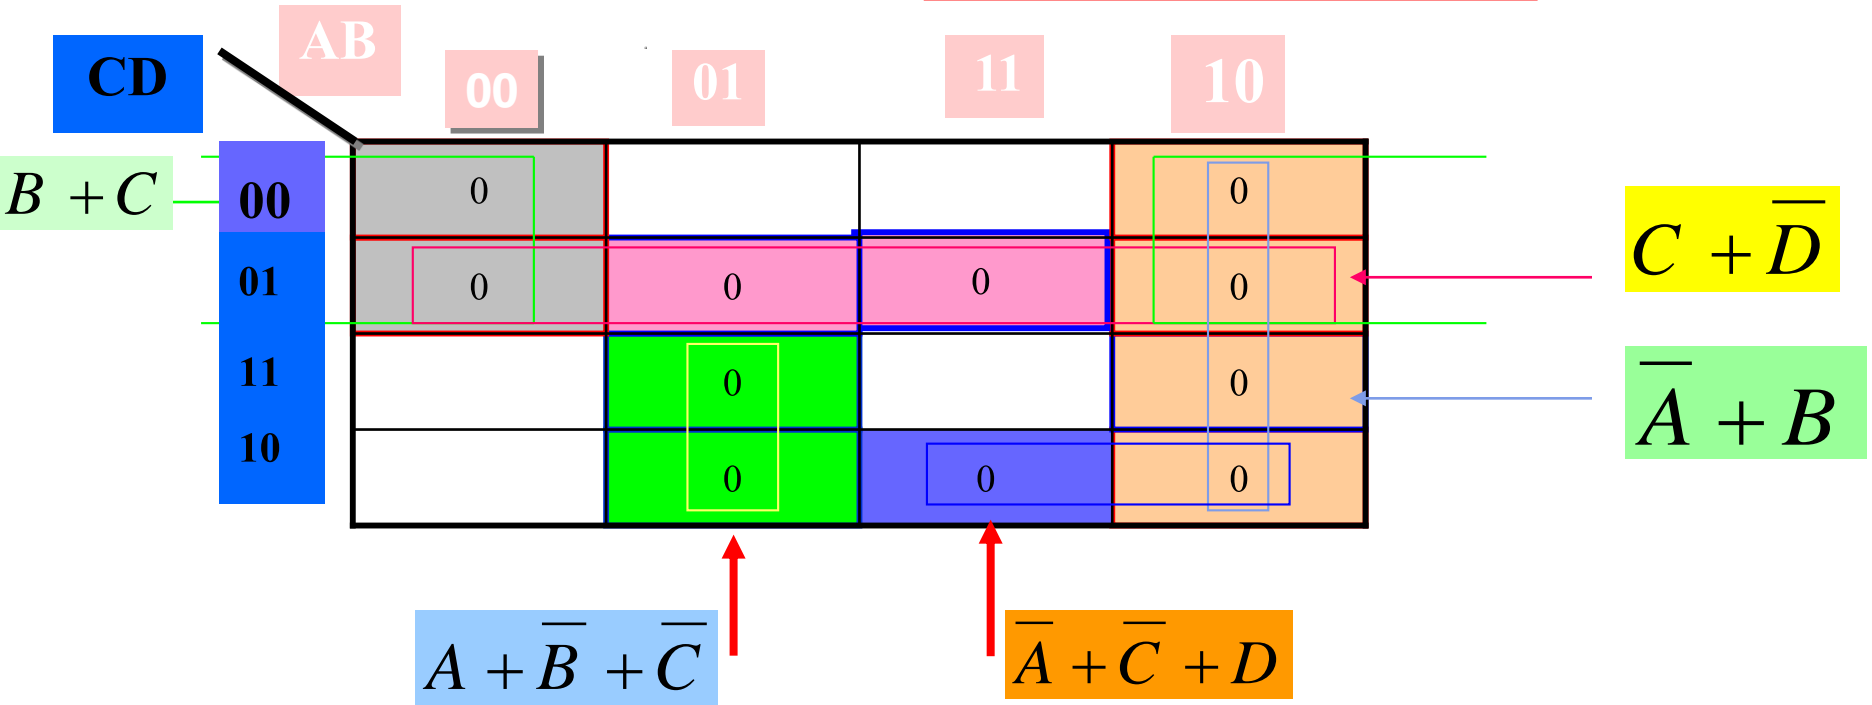 AB
CD
00 01 11 10
B + C
00 0 0
C + D̅
01 0 0 0 0
11 0 0
A̅ + B
10 0 0 0
A + B̅ + C̅
A̅ + C̅ + D